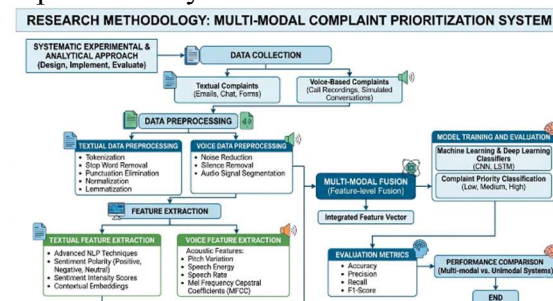 RESEARCH METHODOLOGY: MULTI-MODAL COMPLAINT PRIORITIZATION SYSTEM
SYSTEMATIC EXPERIMENTAL &
ANALYTICAL APPROACH
(Design, Implement, Evaluate)
DATA COLLECTION
Textual Complaints
(Emails, Chat, Forms)
Voice-Based Complaints
(Call Recordings, Simulated
Conversations)
DATA PREPROCESSING
TEXTUAL DATA PREPROCESSING
• Tokenization
• Stop Word Removal
• Punctuation Elimination
• Normalization
• Lemmatization
VOICE DATA PREPROCESSING
• Noise Reduction
• Silence Removal
• Audio Signal Segmentation
FEATURE EXTRACTION
TEXTUAL FEATURE EXTRACTION
• Advanced NLP Techniques
• Sentiment Polarity (Positive,
Negative, Neutral)
• Sentiment Intensity Scores
• Contextual Embeddings
VOICE FEATURE EXTRACTION
Acoustic Features:
• Pitch Variation
• Speech Energy
• Speech Rate
• Mel Frequency Cepstral
Coefficients (MFCC)
MULTI-MODAL FUSION
(Feature-level Fusion)
Integrated Feature Vector
MODEL TRAINING AND EVALUATION
Machine Learning & Deep Learning
Classifiers
(CNN, LSTM)
Complaint Priority Classification
(Low, Medium, High)
EVALUATION METRICS
• Accuracy
• Precision
• Recall
• F1-Score
PERFORMANCE COMPARISON
(Multi-modal vs. Unimodal Systems)
END